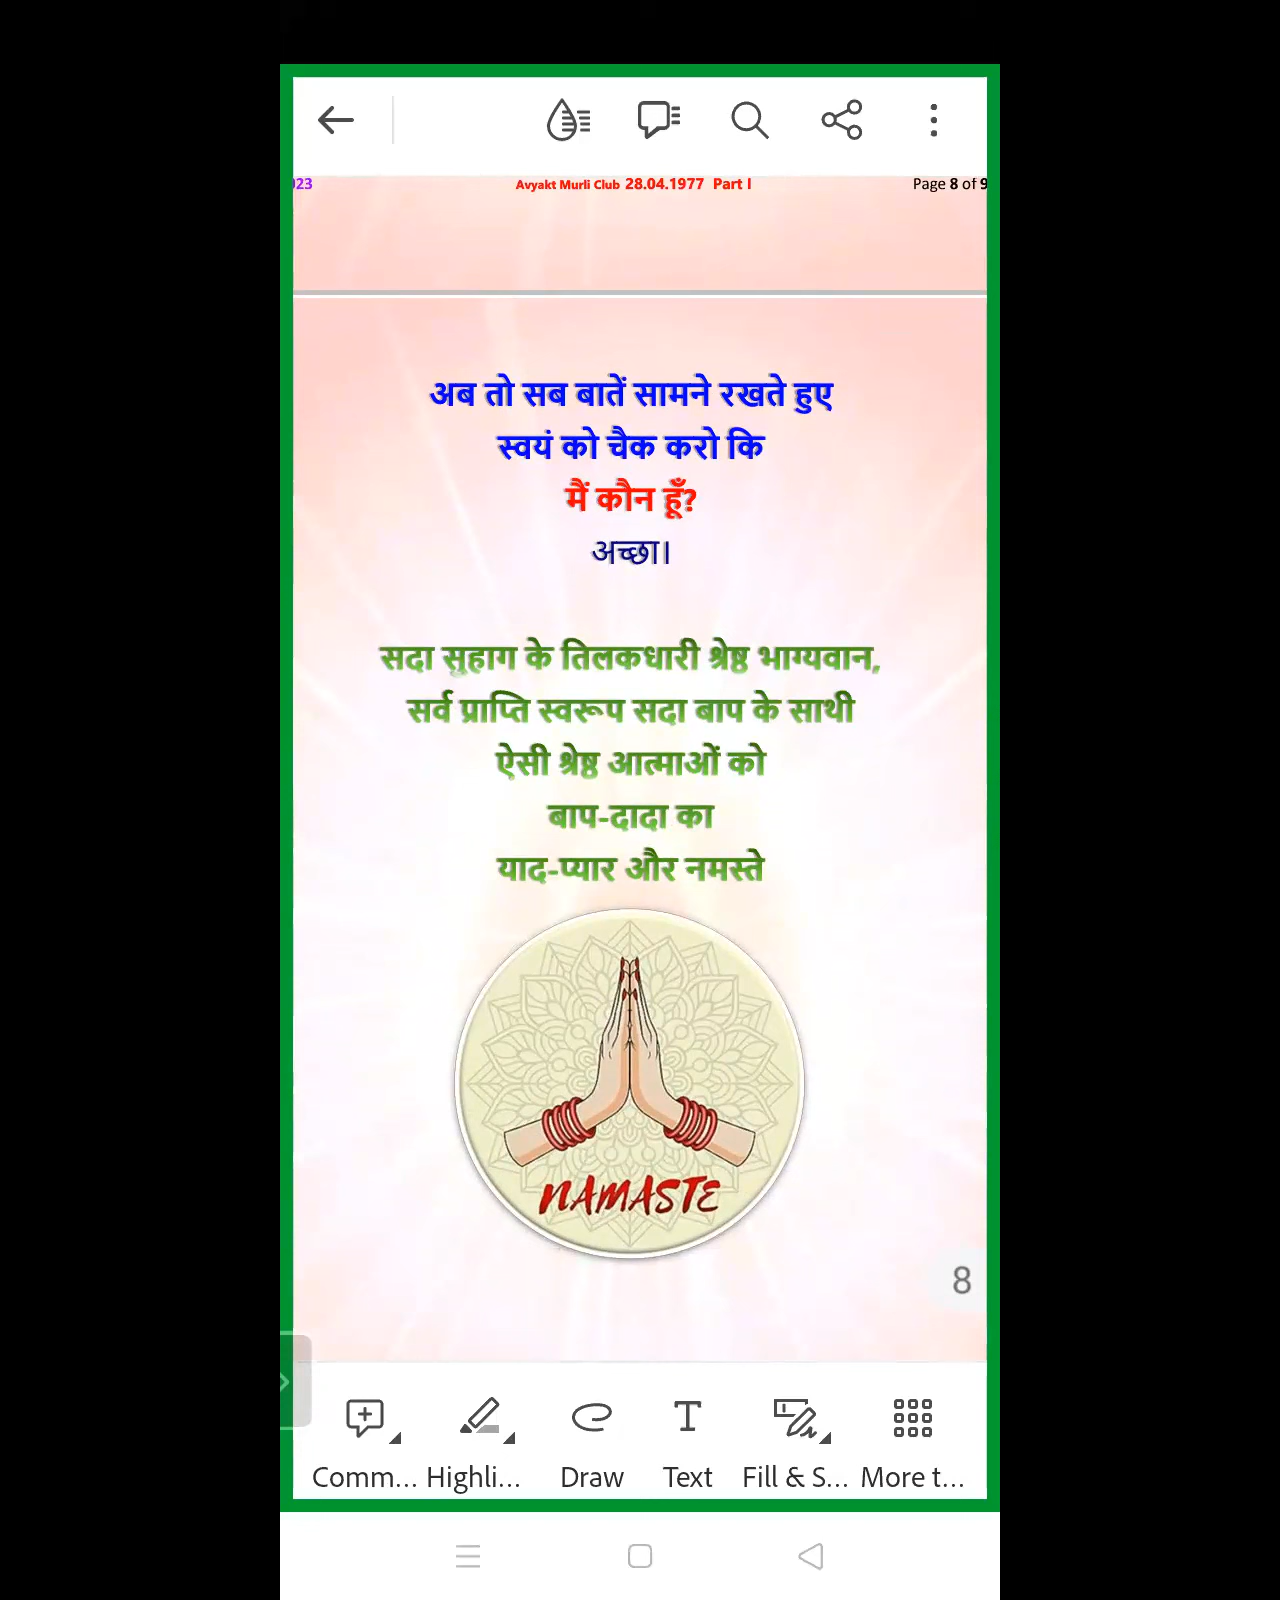 023 Avyakt Murli Club 28.04.1977 Part I Page 8 of 9
अब तो सब बातें सामने रखते हुए
स्वयं को चैक करो कि
मैं कौन हूँ?
अच्छा।
सदा सुहाग के तिलकधारी श्रेष्ठ भाग्यवान,
सर्व प्राप्ति स्वरूप सदा बाप के साथी
ऐसी श्रेष्ठ आत्माओं को
बाप-दादा का
याद-प्यार और नमस्ते
NAMASTE
8
Comm... Highli... Draw Text Fill & S... More t...